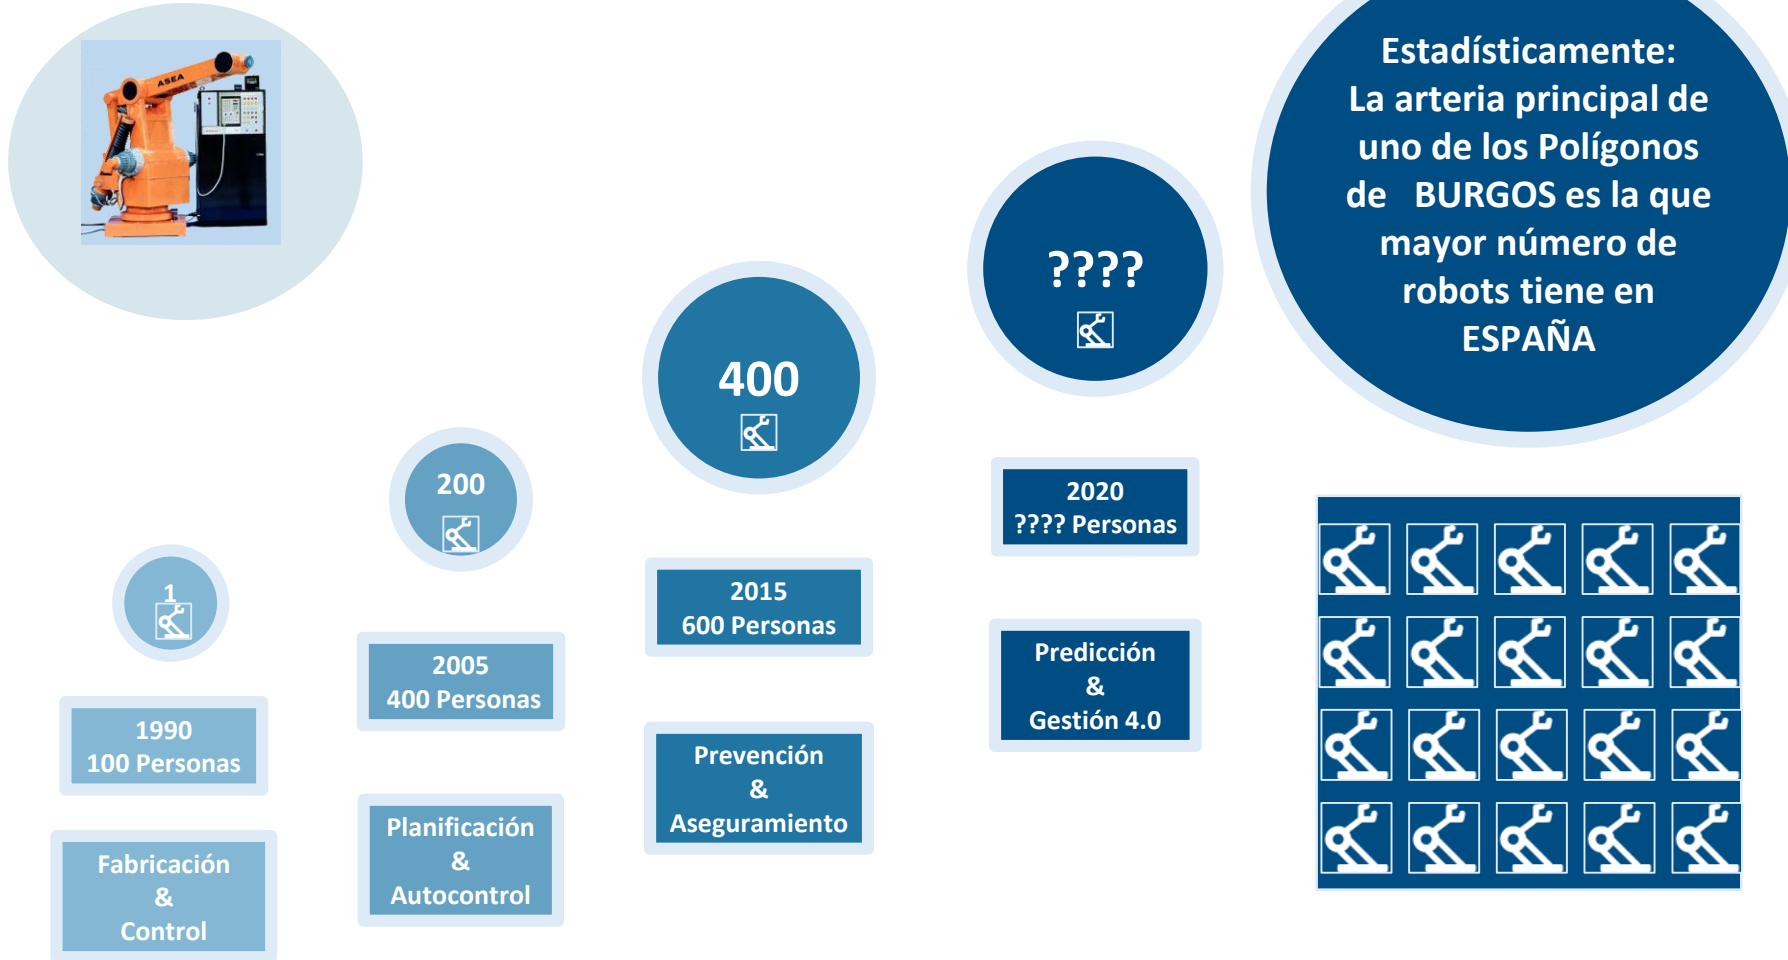 ASEA
1
1990
100 Personas
Fabricación
&
Control
200
2005
400 Personas
Planificación
&
Autocontrol
400
2015
600 Personas
Prevención
&
Aseguramiento
????
2020
???? Personas
Predicción
&
Gestión 4.0
Estadísticamente:
La arteria principal de
uno de los Polígonos
de BURGOS es la que
mayor número de
robots tiene en
ESPAÑA